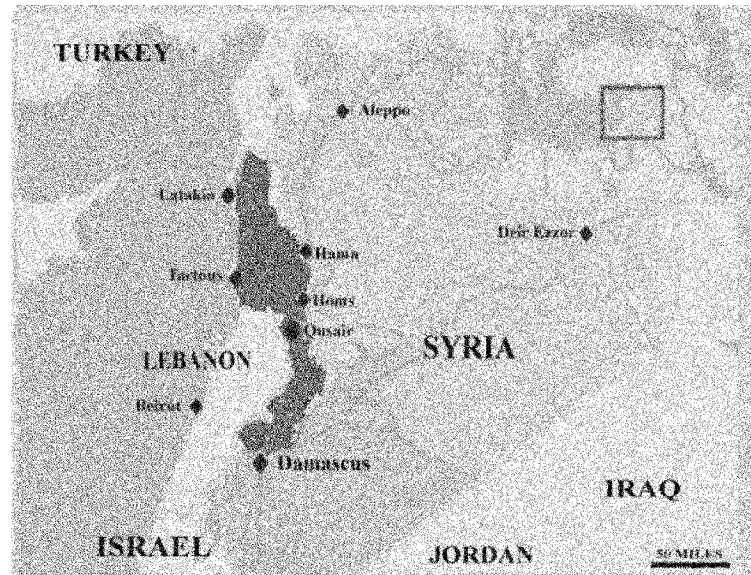 TURKEY
Aleppo
Latakia
Deir Ezzor
Hama
Tartous
Homs
Qusair
SYRIA
LEBANON
Beirut
Damascus
IRAQ
ISRAEL
JORDAN
50 MILES